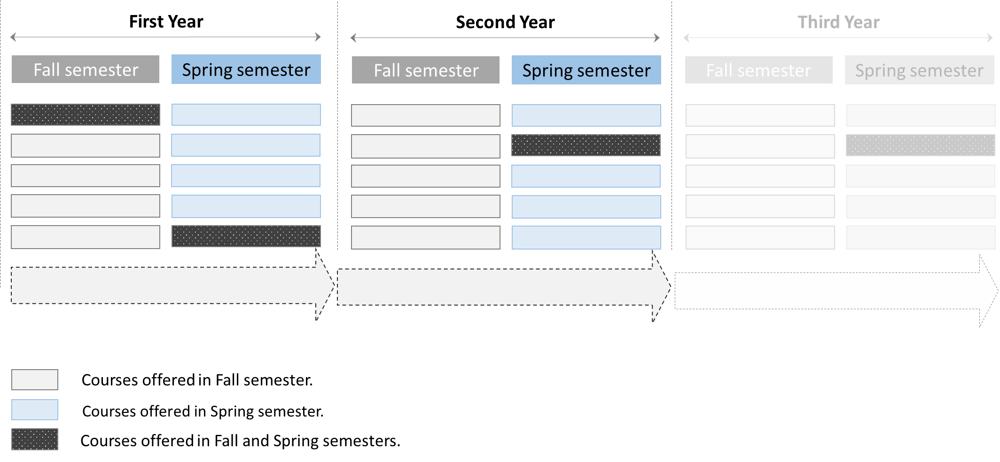 First Year
Second Year
Third Year
Fall semester
Spring semester
Fall semester
Spring semester
Fall semester
Spring semester
Courses offered in Fall semester.
Courses offered in Spring semester.
Courses offered in Fall and Spring semesters.